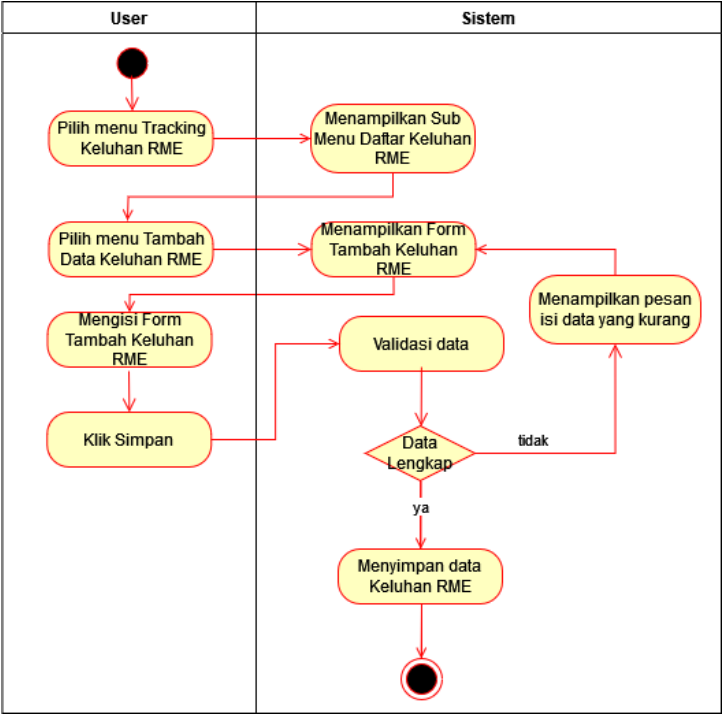 User
Sistem
Pilih menu Tracking
Keluhan RME
Menampilkan Sub
Menu Daftar Keluhan
RME
Pilih menu Tambah
Data Keluhan RME
Menampilkan Form
Tambah Keluhan
RME
Mengisi Form
Tambah Keluhan
RME
Menampilkan pesan
isi data yang kurang
Validasi data
Klik Simpan
Data
Lengkap
tidak
ya
Menyimpan data
Keluhan RME